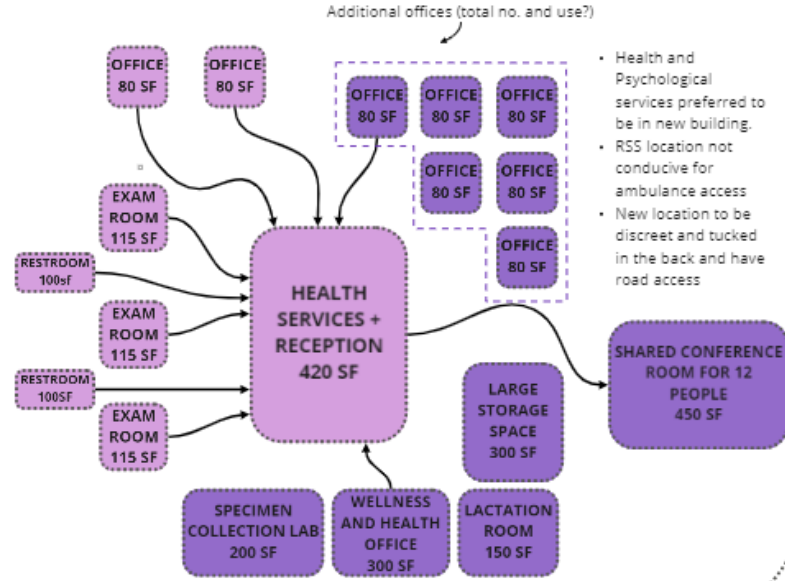 Additional offices (total no. and use?)
OFFICE
80 SF
OFFICE
80 SF
OFFICE
80 SF
OFFICE
80 SF
OFFICE
80 SF
OFFICE
80 SF
OFFICE
80 SF
OFFICE
80 SF
▪ Health and
Psychological
services preferred to
be in new building.
▪ RSS location not
conducive for
ambulance access
▪ New location to be
discreet and tucked
in the back and have
road access
EXAM
ROOM
115 SF
RESTROOM
100sf
EXAM
ROOM
115 SF
RESTROOM
100SF
EXAM
ROOM
115 SF
HEALTH
SERVICES +
RECEPTION
420 SF
SHARED CONFERENCE
ROOM FOR 12
PEOPLE
450 SF
LARGE
STORAGE
SPACE
300 SF
SPECIMEN
COLLECTION LAB
200 SF
WELLNESS
AND HEALTH
OFFICE
300 SF
LACTATION
ROOM
150 SF